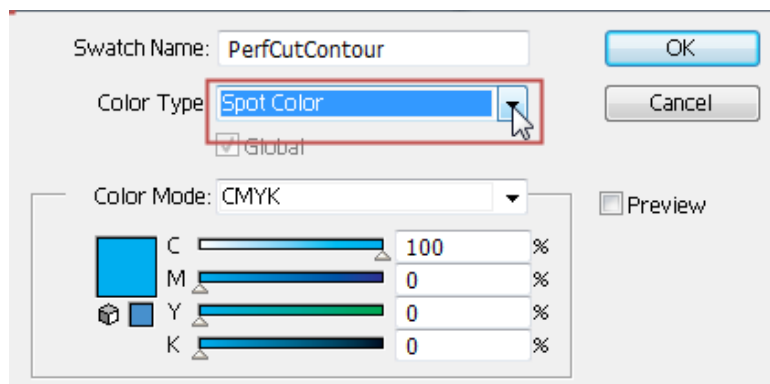 Swatch Name: PerfCutContour OK
Color Type Spot Color Cancel
Global
Color Mode: CMYK Preview
C 100 %
M 0 %
Y 0 %
K 0 %